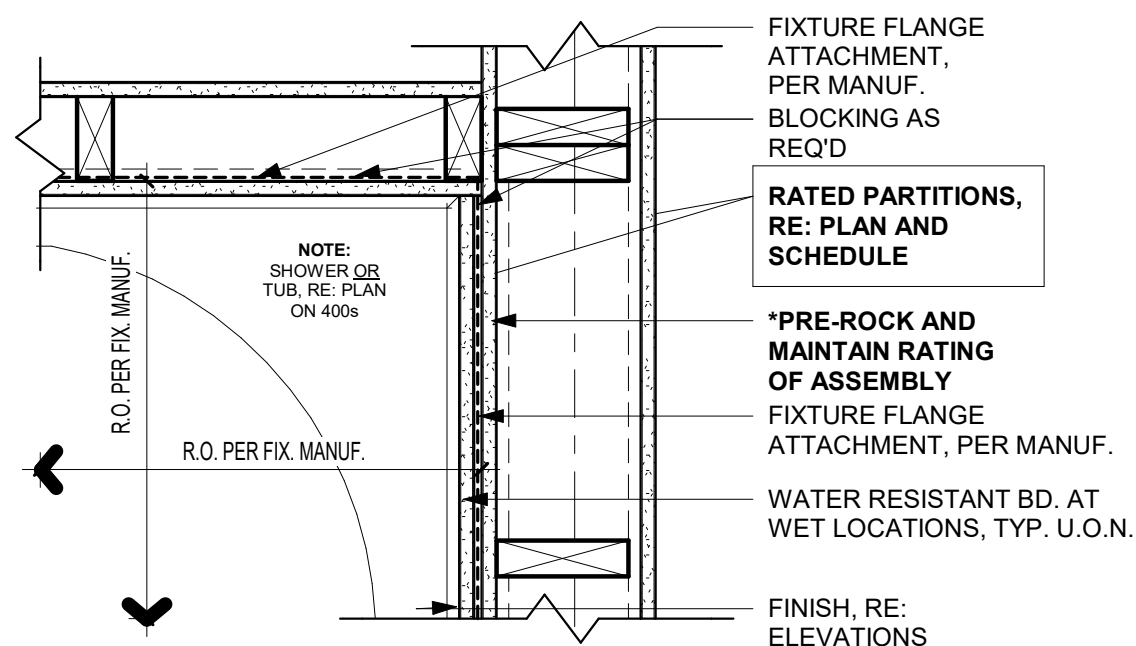 FIXTURE FLANGE
ATTACHMENT,
PER MANUF.
BLOCKING AS
REQ'D
RATED PARTITIONS,
RE: PLAN AND
SCHEDULE
*PRE-ROCK AND
MAINTAIN RATING
OF ASSEMBLY
FIXTURE FLANGE
ATTACHMENT, PER MANUF.
WATER RESISTANT BD. AT
WET LOCATIONS, TYP. U.O.N.
FINISH, RE:
ELEVATIONS
NOTE:
SHOWER OR
TUB, RE: PLAN
ON 400s
R.O. PER FIX. MANUF.
R.O. PER FIX. MANUF.